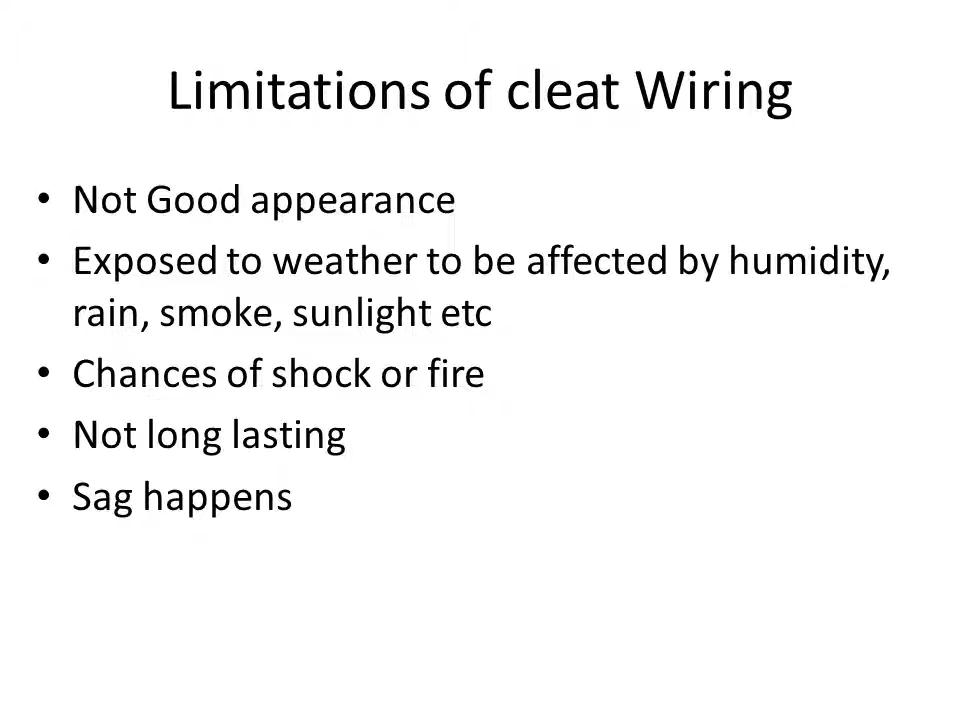 Limitations of cleat Wiring
• Not Good appearance
• Exposed to weather to be affected by humidity,
rain, smoke, sunlight etc
• Chances of shock or fire
• Not long lasting
• Sag happens